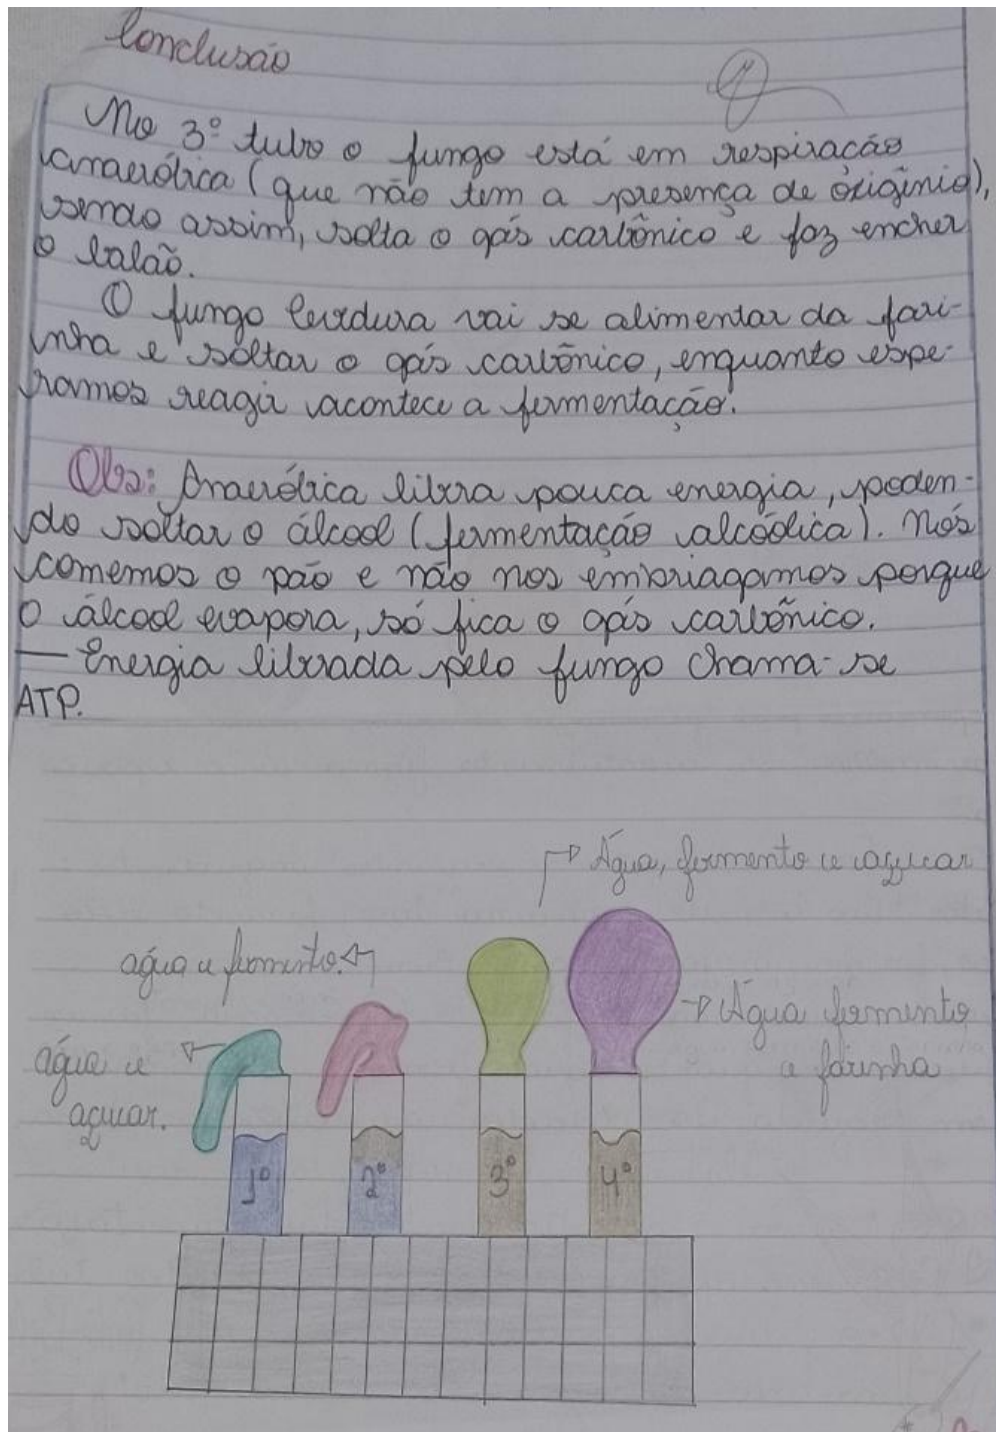 Conclusão
No 3º tubo o fungo está em respiração
anaeróbica (que não tem a presença de óxigênio),
sendo assim, solta o gás carbônico e faz encher
o balão.
O fungo levdura vai se alimentar da fari-
nha e soltar o gás carbônico, enquanto espe-
ramos reagir acontece a fermentação.
Obs: Anaeróbica libera pouca energia, poden-
do soltar o álcool (fermentação alcoólica). Nós
comemos o pão e não nos embriagamos porque
o álcool evapora, só fica o gás carbônico.
— Energia liberada pelo fungo chama-se
ATP.
Água, fermento e açucar
água e fermento.
Água fermento
e farinha
água e
açucar.
1º 2º 3º 4º